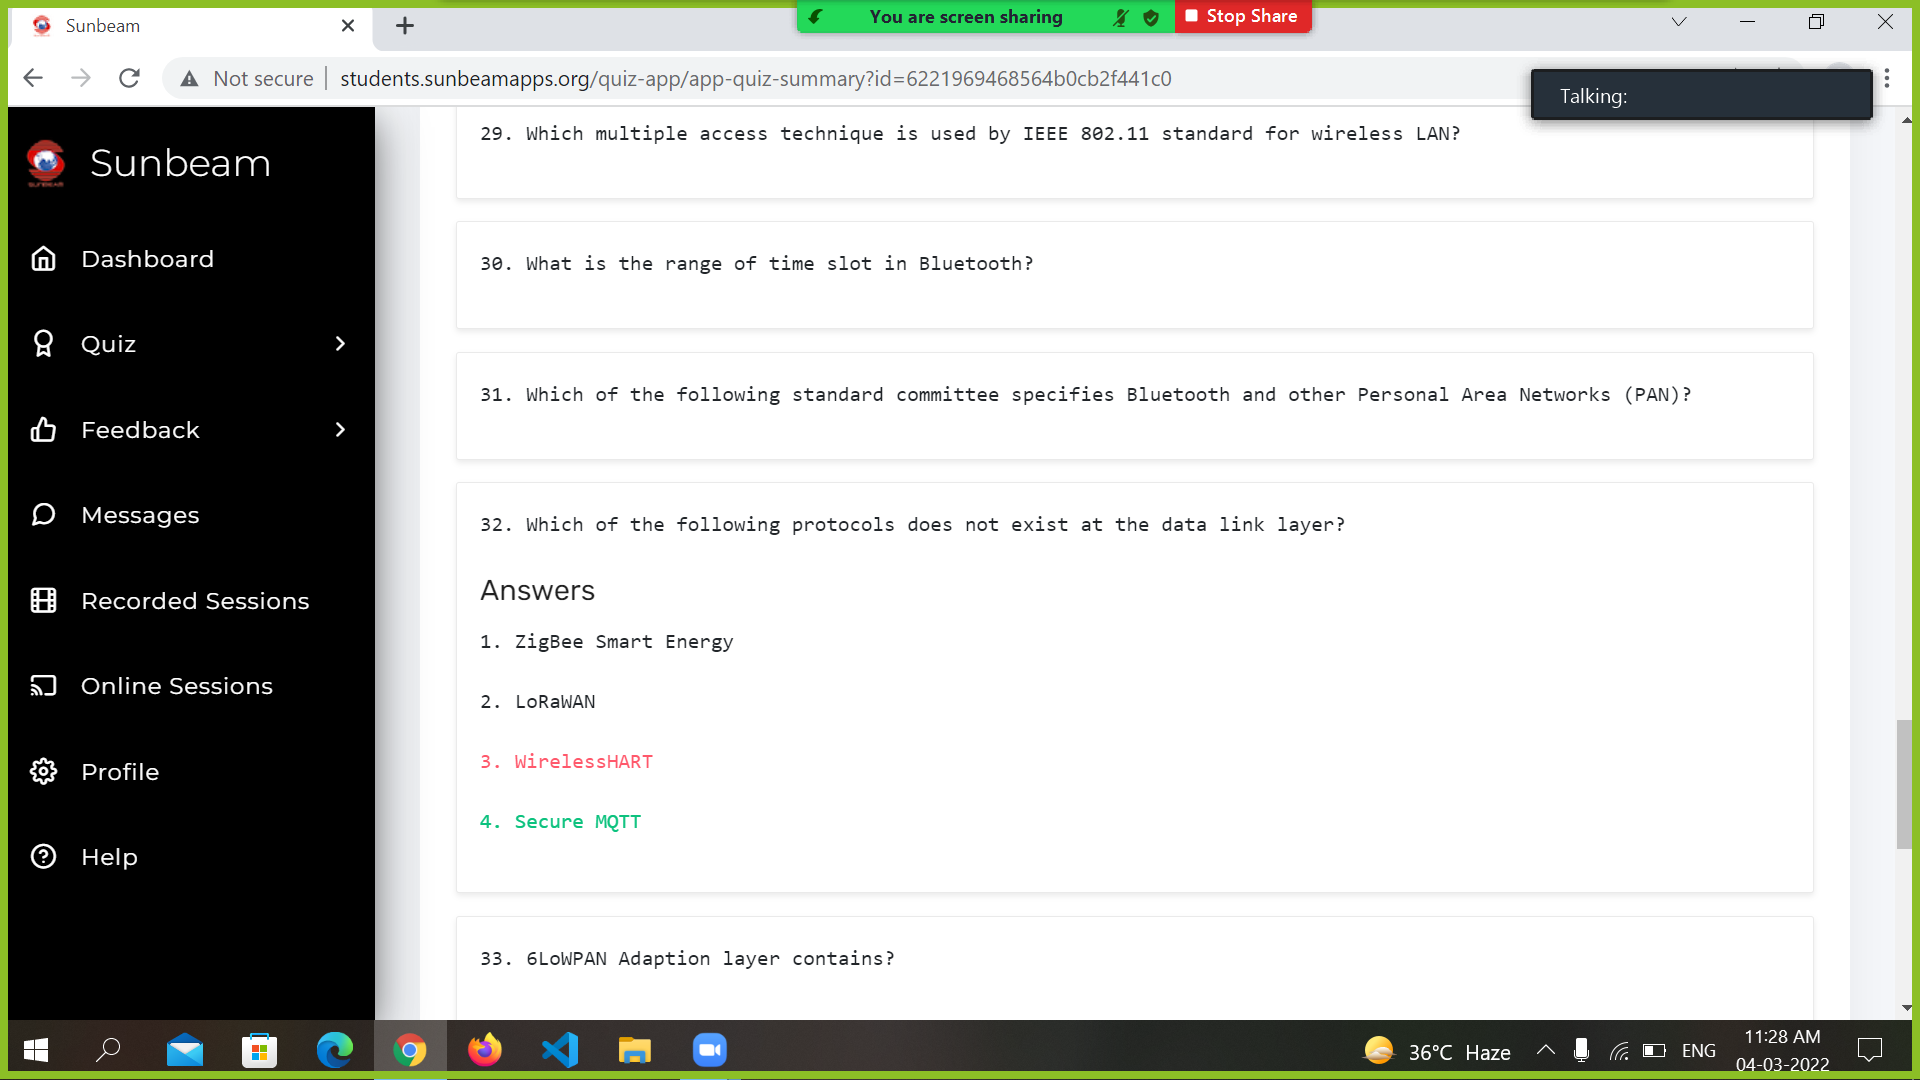 Sunbeam
You are screen sharing
Stop Share
Not secure
students.sunbeamapps.org/quiz-app/app-quiz-summary?id=6221969468564b0cb2f441c0
Talking:
Sunbeam
Dashboard
Quiz
Feedback
Messages
Recorded Sessions
Online Sessions
Profile
Help
29. Which multiple access technique is used by IEEE 802.11 standard for wireless LAN?
30. What is the range of time slot in Bluetooth?
31. Which of the following standard committee specifies Bluetooth and other Personal Area Networks (PAN)?
32. Which of the following protocols does not exist at the data link layer?
Answers
1. ZigBee Smart Energy
2. LoRaWAN
3. WirelessHART
4. Secure MQTT
33. 6LoWPAN Adaption layer contains?
36°C Haze
ENG
11:28 AM
04-03-2022